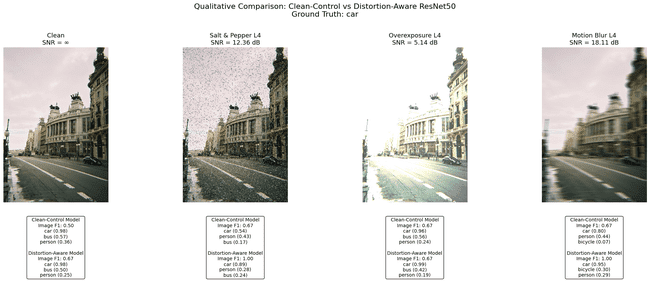 Qualitative Comparison: Clean-Control vs Distortion-Aware ResNet50
Ground Truth: car
Clean
SNR = ∞
Salt & Pepper L4
SNR = 12.36 dB
Overexposure L4
SNR = 5.14 dB
Motion Blur L4
SNR = 18.11 dB
Clean-Control Model
Image F1: 0.50
car (0.98)
bus (0.57)
person (0.36)
Distortion-Aware Model
Image F1: 0.67
car (0.98)
bus (0.50)
person (0.25)
Clean-Control Model
Image F1: 0.67
car (0.54)
person (0.43)
bus (0.17)
Distortion-Aware Model
Image F1: 1.00
car (0.89)
person (0.28)
bus (0.24)
Clean-Control Model
Image F1: 0.67
car (0.96)
bus (0.56)
person (0.24)
Distortion-Aware Model
Image F1: 0.67
car (0.99)
bus (0.42)
person (0.19)
Clean-Control Model
Image F1: 0.67
car (0.80)
person (0.44)
bicycle (0.07)
Distortion-Aware Model
Image F1: 1.00
car (0.95)
bicycle (0.30)
person (0.29)